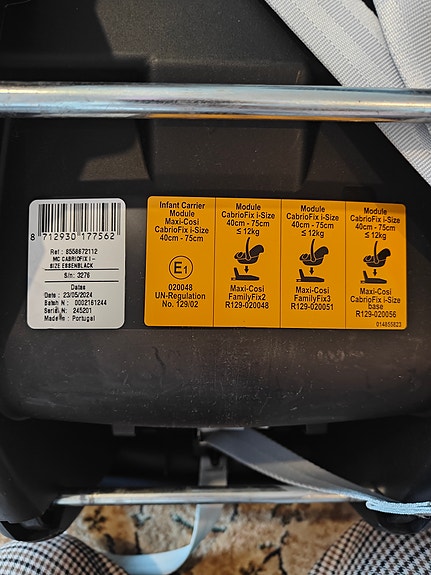 8 712930 177562
Ref : 8558672112
MC CABRIOFIX I-
SIZE ESSENBLACK
S/n: 3276
Datas
Date : 23/05/2024
Batch N : 0002161244
Serie N: 245201
Made in : Portugal
Infant Carrier
Module
Maxi-Cosi
CabrioFix i-Size
40cm - 75cm
E1
020048
UN-Regulation
No. 129/02
Module
CabrioFix i-Size
40cm - 75cm
≤ 12kg
Maxi-Cosi
FamilyFix2
R129-020048
Module
CabrioFix i-Size
40cm - 75cm
≤ 12kg
Maxi-Cosi
FamilyFix3
R129-020051
Module
CabrioFix i-Size
40cm - 75cm
≤ 12kg
Maxi-Cosi
CabrioFix i-Size
base
R129-020056
014855823